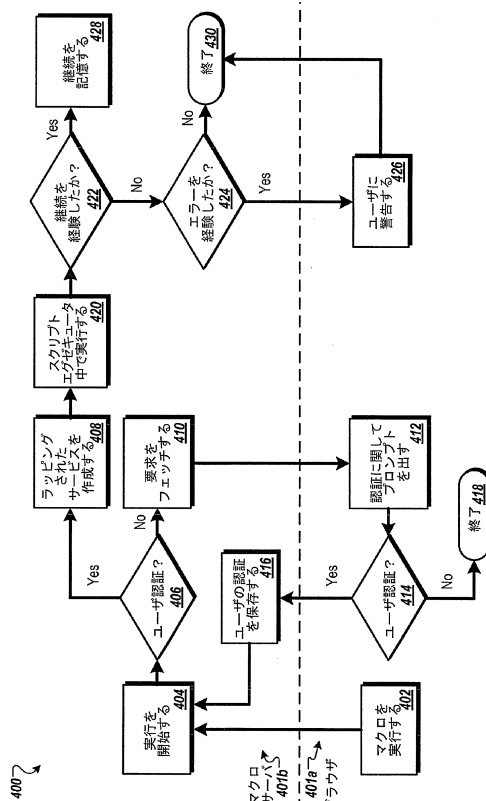 400
実行を
開始する
404
ユーザ認証？
406
Yes
No
ラッピング
された
サービスを
作成する
408
要求を
フェッチする
410
スクリプト
エグゼキュータ
中で実行する
420
継続を
経験したか？
422
Yes
No
継続を
記憶する
428
エラーを
経験したか？
424
No
Yes
終了
430
ユーザの認証
を保存する
416
マクロ
サーバ
401b
401a
ブラウザ
マクロを
実行する
402
認証に関して
プロンプト
を出す
412
ユーザ認証？
414
Yes
No
終了
418
ユーザに
警告する
426